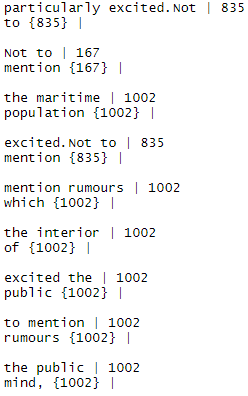 particularly excited.Not | 835
to {835} |
Not to | 167
mention {167} |
the maritime | 1002
population {1002} |
excited.Not to | 835
mention {835} |
mention rumours | 1002
which {1002} |
the interior | 1002
of {1002} |
excited the | 1002
public {1002} |
to mention | 1002
rumours {1002} |
the public | 1002
mind, {1002} |